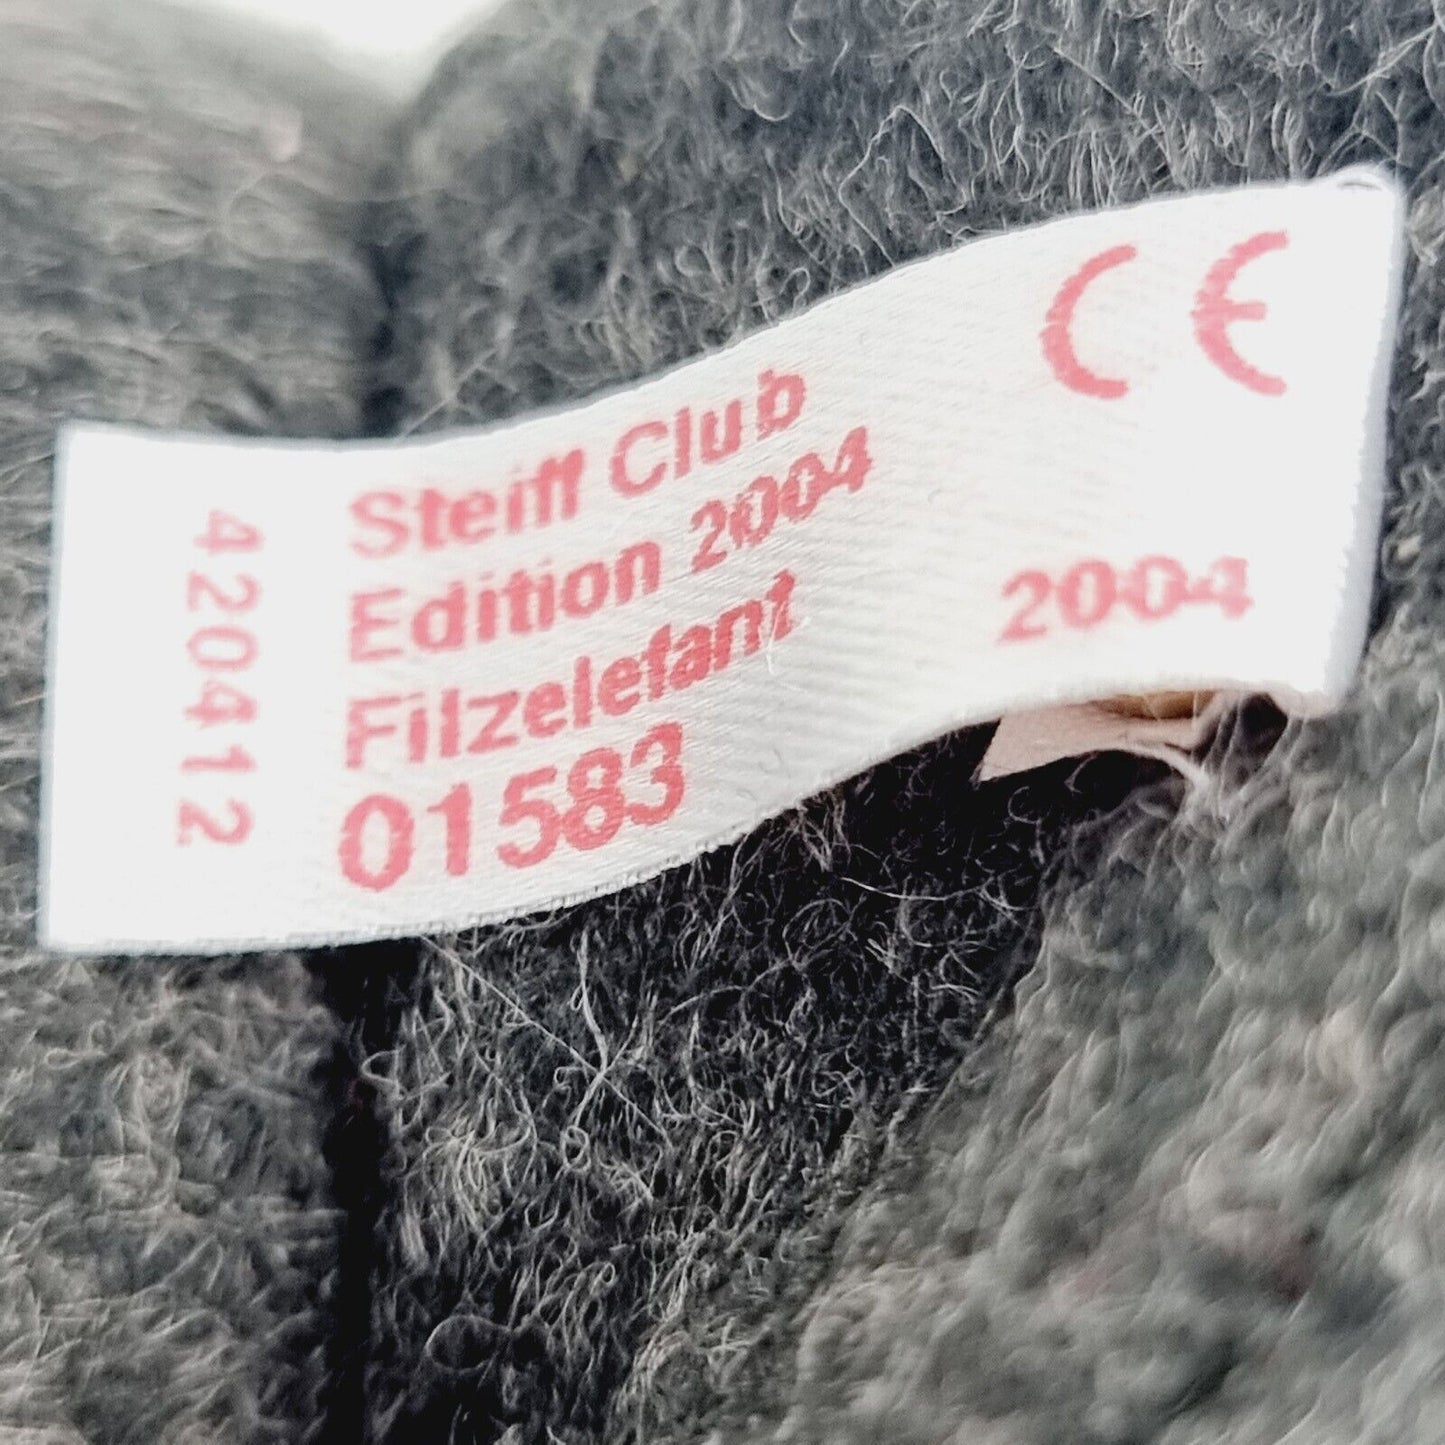 420412
Steiff Club
Edition 2004
Filzelefant
01583
CE
2004